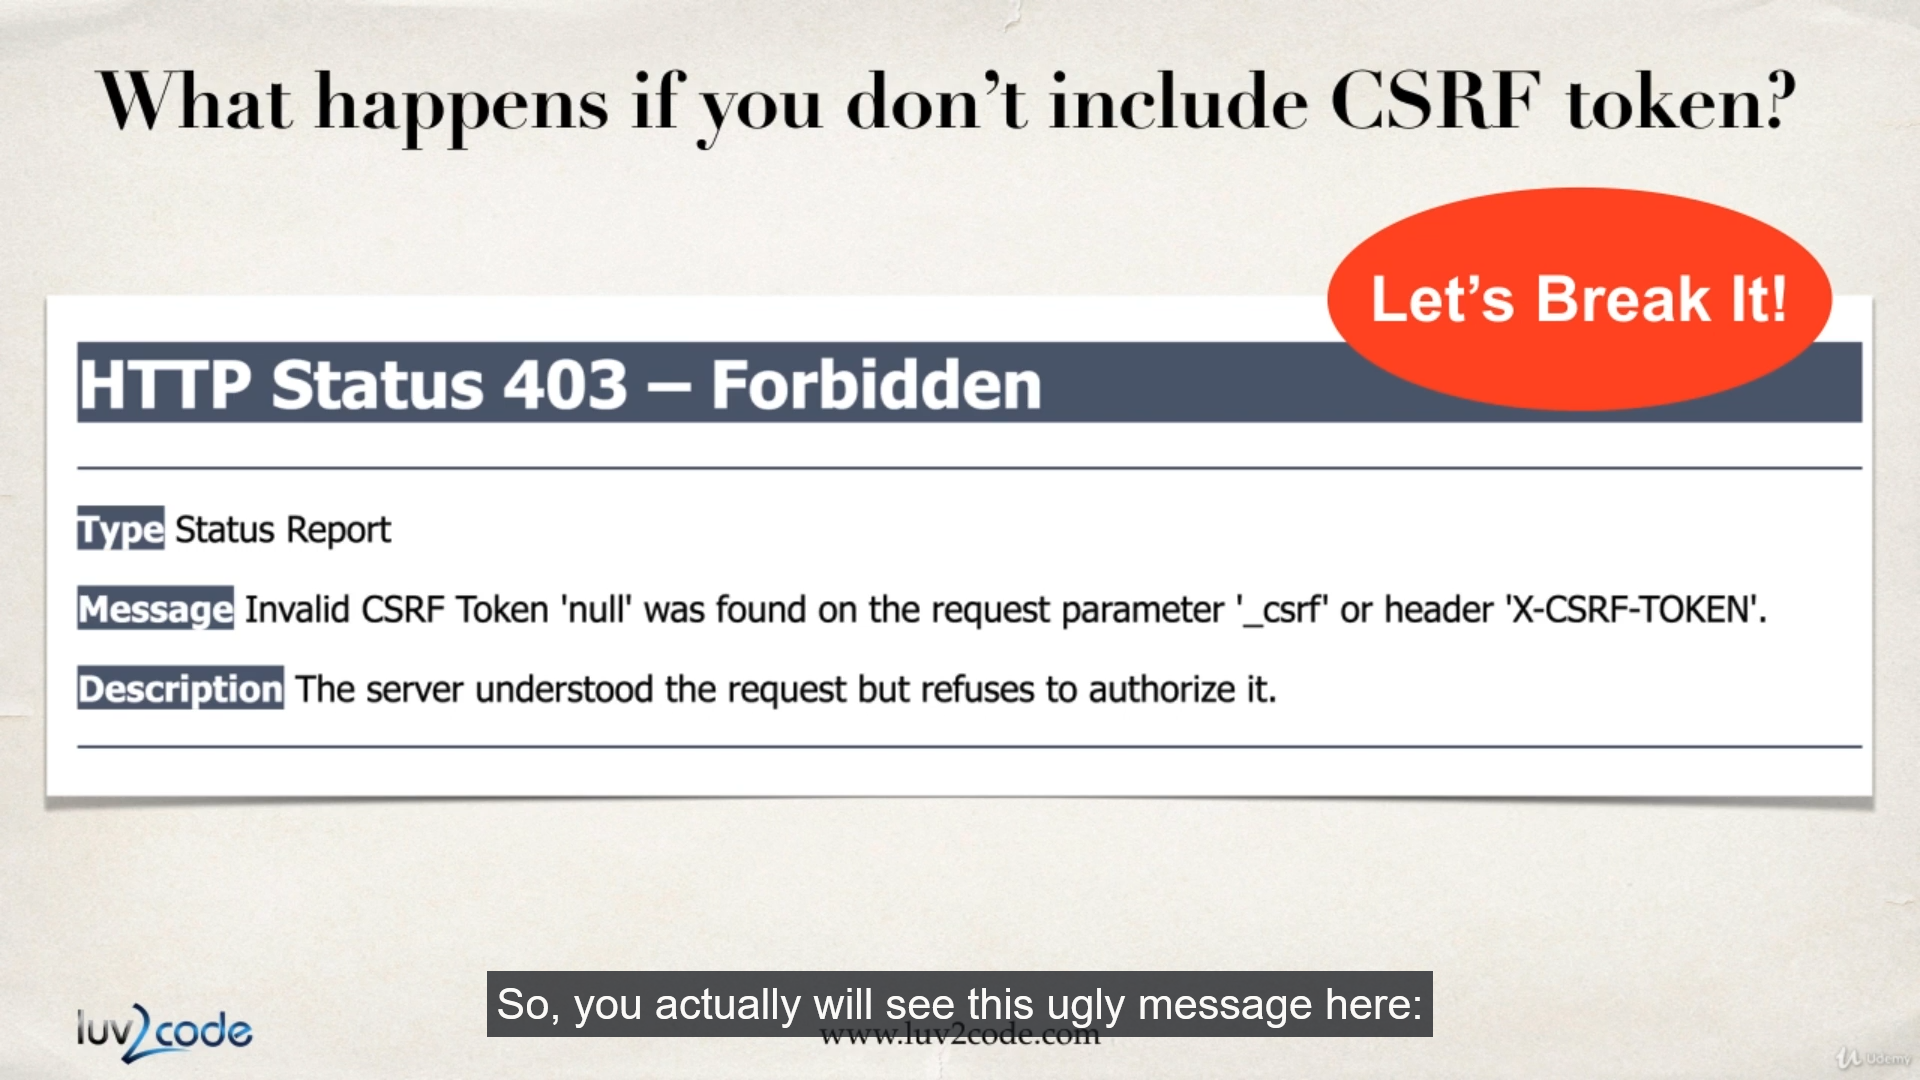 What happens if you don’t include CSRF token?
Let’s Break It!
HTTP Status 403 – Forbidden
Type Status Report
Message Invalid CSRF Token 'null' was found on the request parameter '_csrf' or header 'X-CSRF-TOKEN'.
Description The server understood the request but refuses to authorize it.
So, you actually will see this ugly message here:
luv2code
www.luv2code.com
Udemy